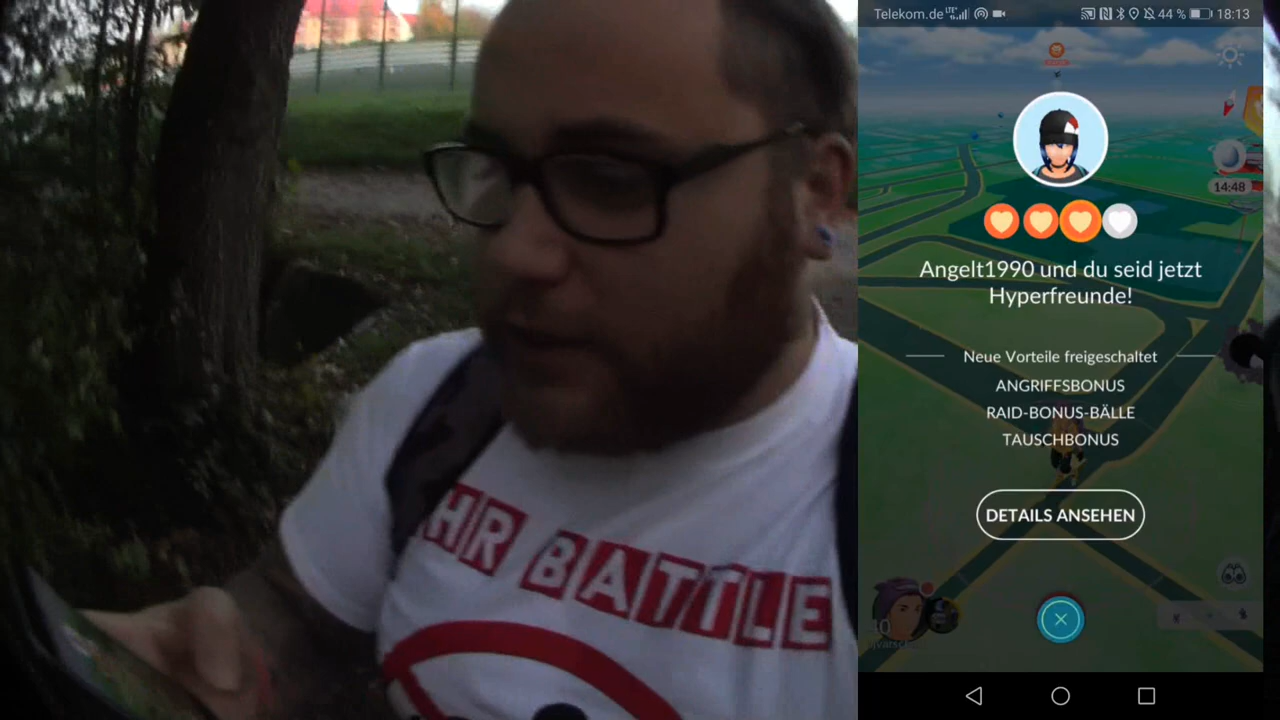 HR BATTLE
Telekom.de LTE 44 % 18:13
14:48
Angelt1990 und du seid jetzt
Hyperfreunde!
Neue Vorteile freigeschaltet
ANGRIFFSBONUS
RAID-BONUS-BÄLLE
TAUSCHBONUS
DETAILS ANSEHEN